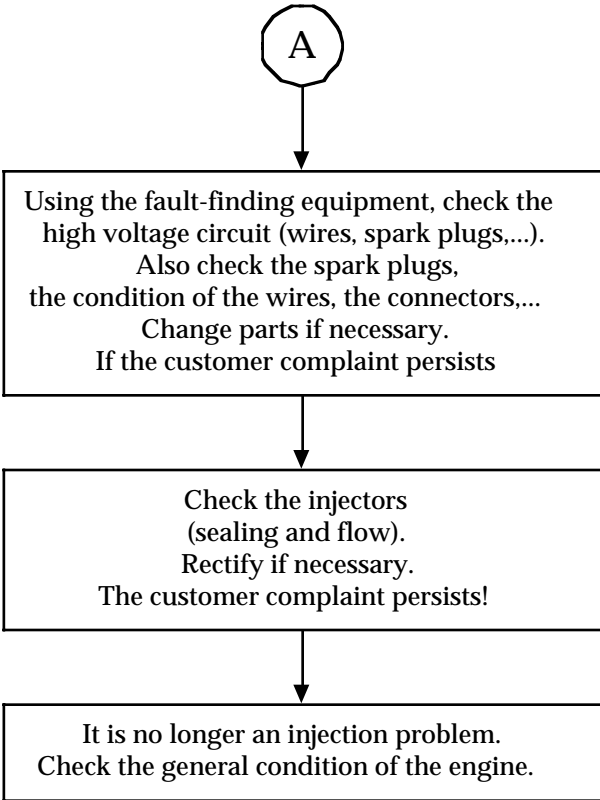 A
Using the fault-finding equipment, check the
high voltage circuit (wires, spark plugs,...).
Also check the spark plugs,
the condition of the wires, the connectors,...
Change parts if necessary.
If the customer complaint persists
Check the injectors
(sealing and flow).
Rectify if necessary.
The customer complaint persists!
It is no longer an injection problem.
Check the general condition of the engine.